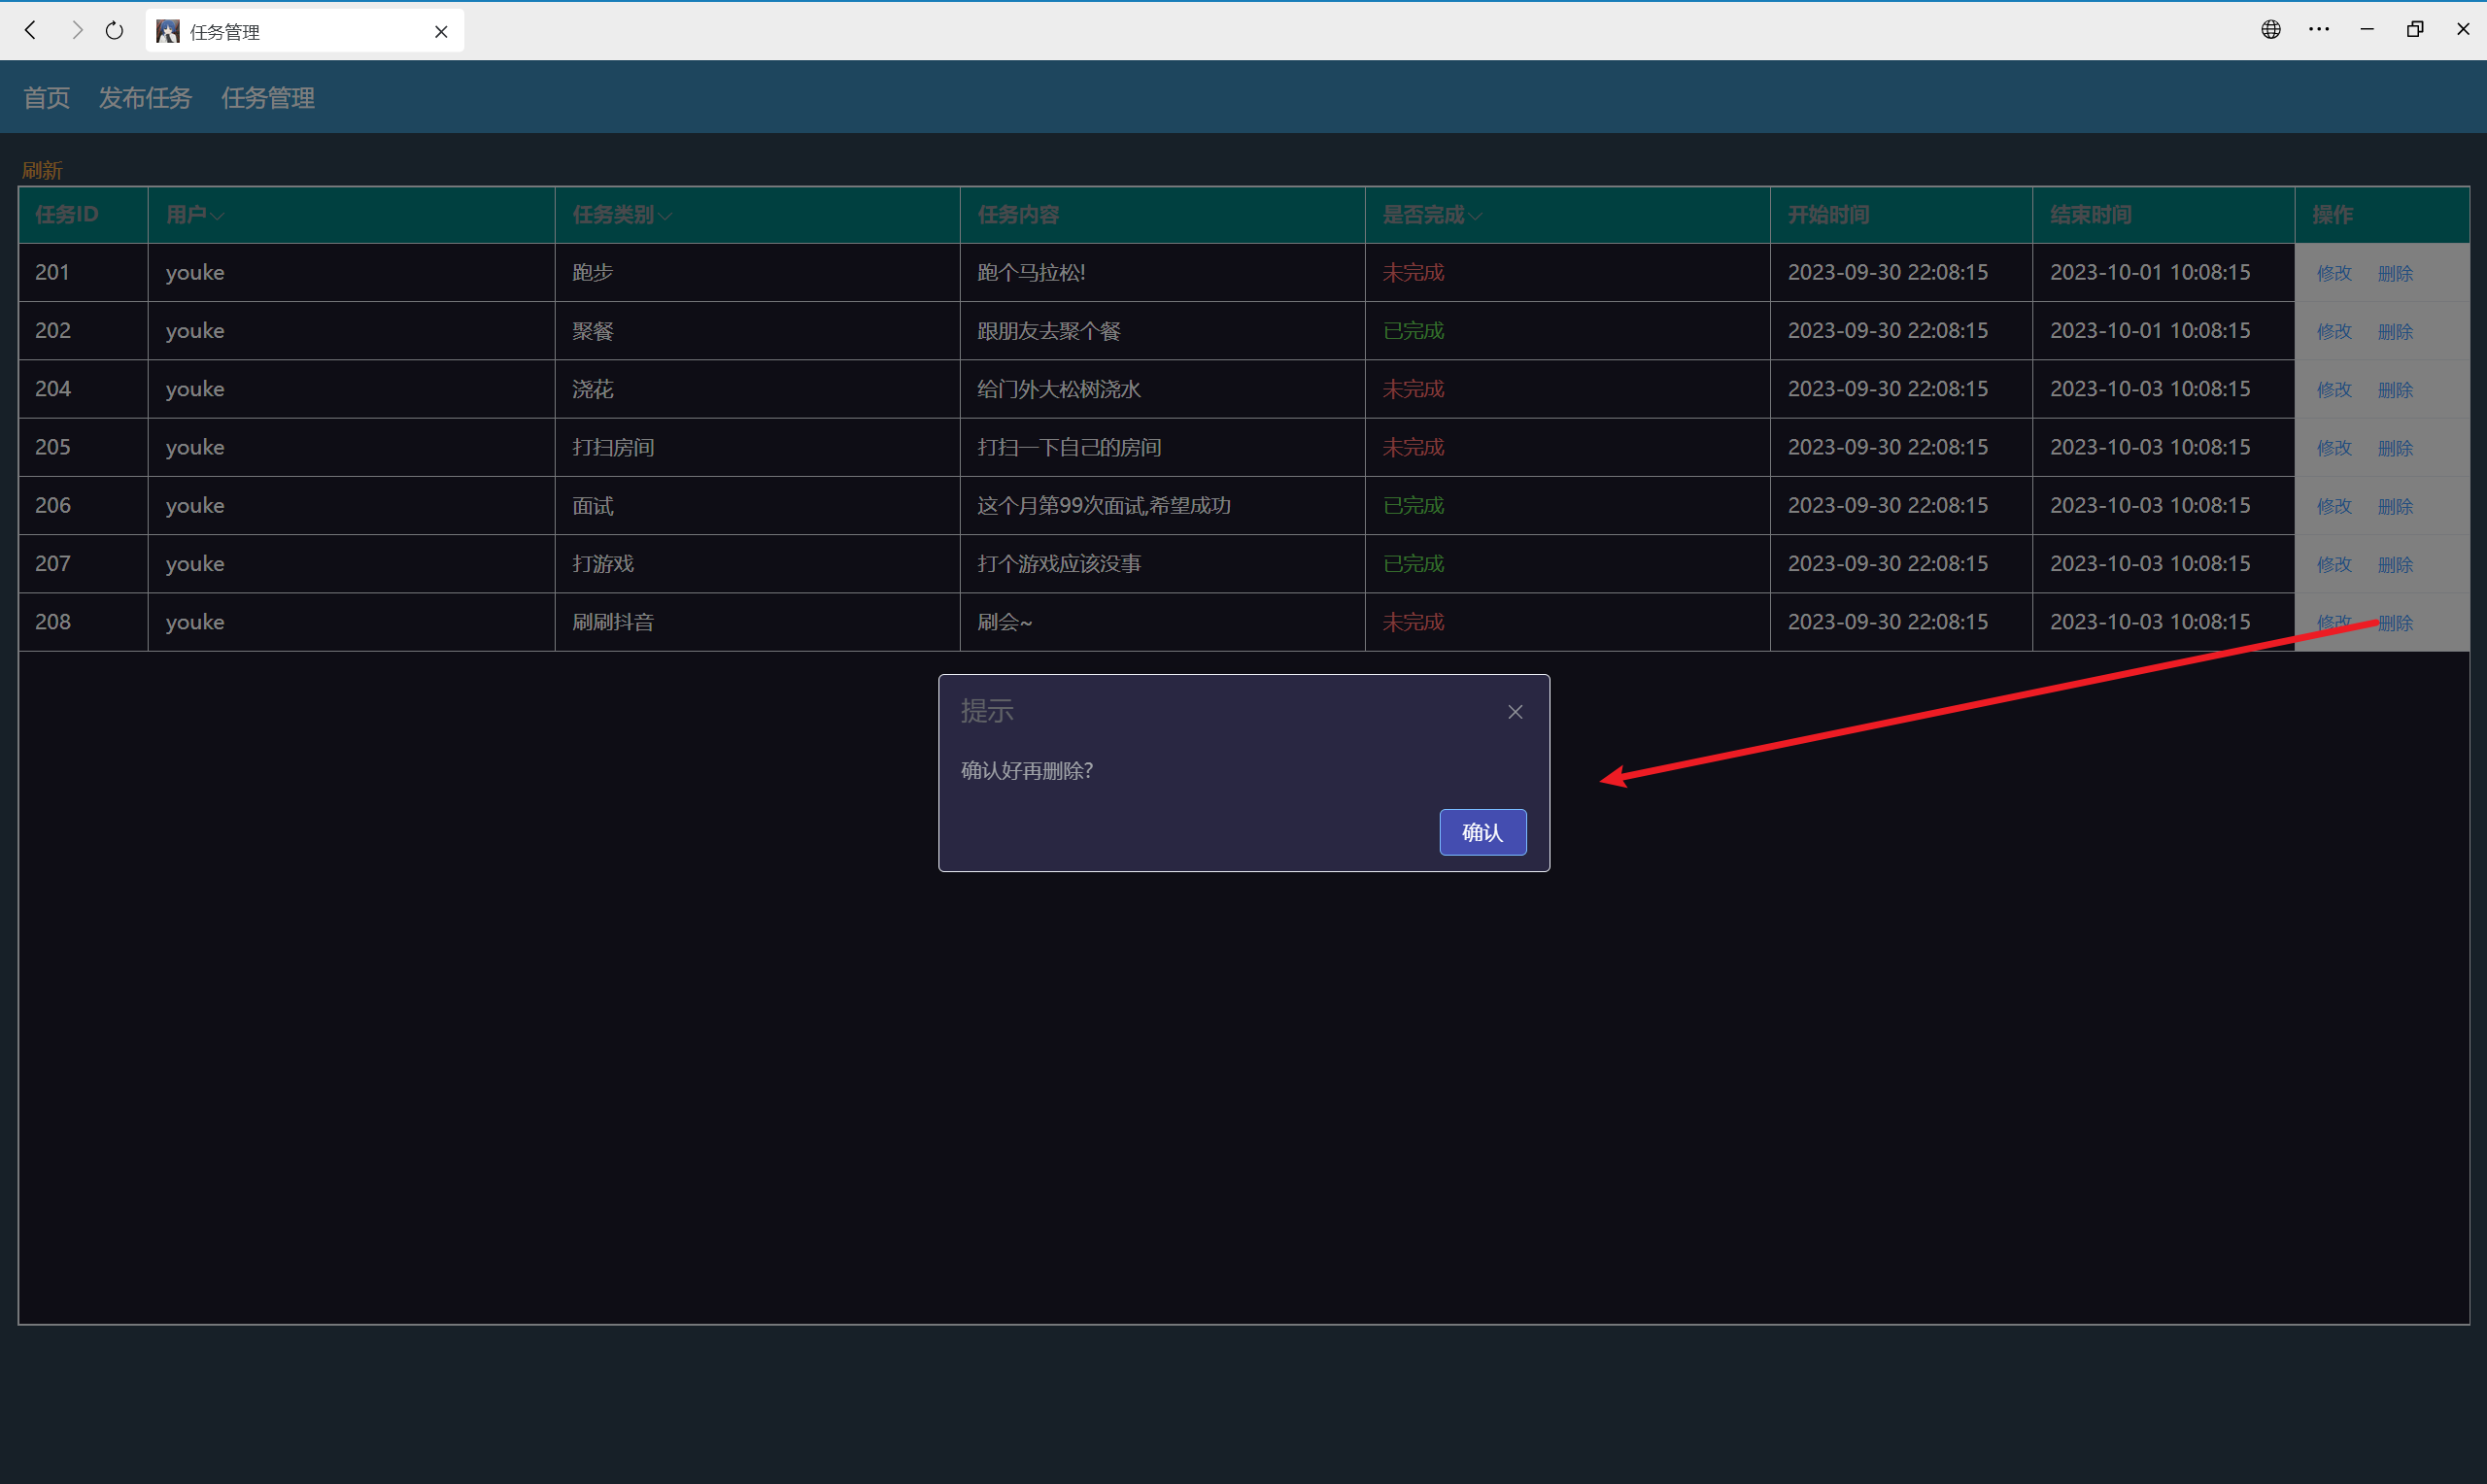 任务管理
首页 发布任务 任务管理
刷新
任务ID 用户 任务类别 任务内容 是否完成 开始时间 结束时间 操作
201 youke 跑步 跑个马拉松! 未完成 2023-09-30 22:08:15 2023-10-01 10:08:15 修改 删除
202 youke 聚餐 跟朋友去聚个餐 已完成 2023-09-30 22:08:15 2023-10-01 10:08:15 修改 删除
204 youke 浇花 给门外大松树浇水 未完成 2023-09-30 22:08:15 2023-10-03 10:08:15 修改 删除
205 youke 打扫房间 打扫一下自己的房间 未完成 2023-09-30 22:08:15 2023-10-03 10:08:15 修改 删除
206 youke 面试 这个月第99次面试,希望成功 已完成 2023-09-30 22:08:15 2023-10-03 10:08:15 修改 删除
207 youke 打游戏 打个游戏应该没事 已完成 2023-09-30 22:08:15 2023-10-03 10:08:15 修改 删除
208 youke 刷刷抖音 刷会~ 未完成 2023-09-30 22:08:15 2023-10-03 10:08:15 修改 删除
提示
确认好再删除?
确认